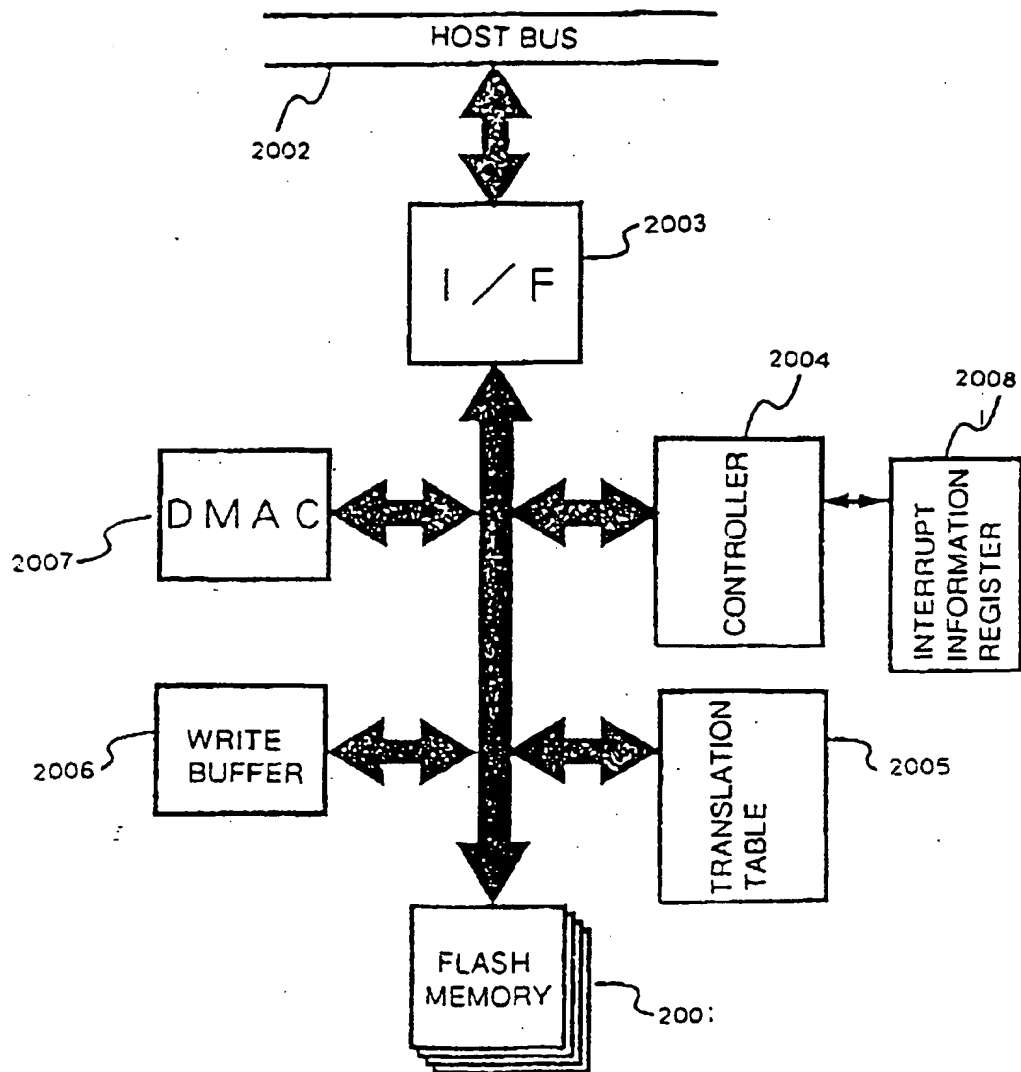 HOST BUS
2002
2003
I/F
2004
2008
DMAC
2007
CONTROLLER
INTERRUPT
INFORMATION
REGISTER
WRITE
BUFFER
2006
TRANSLATION
TABLE
2005
FLASH
MEMORY